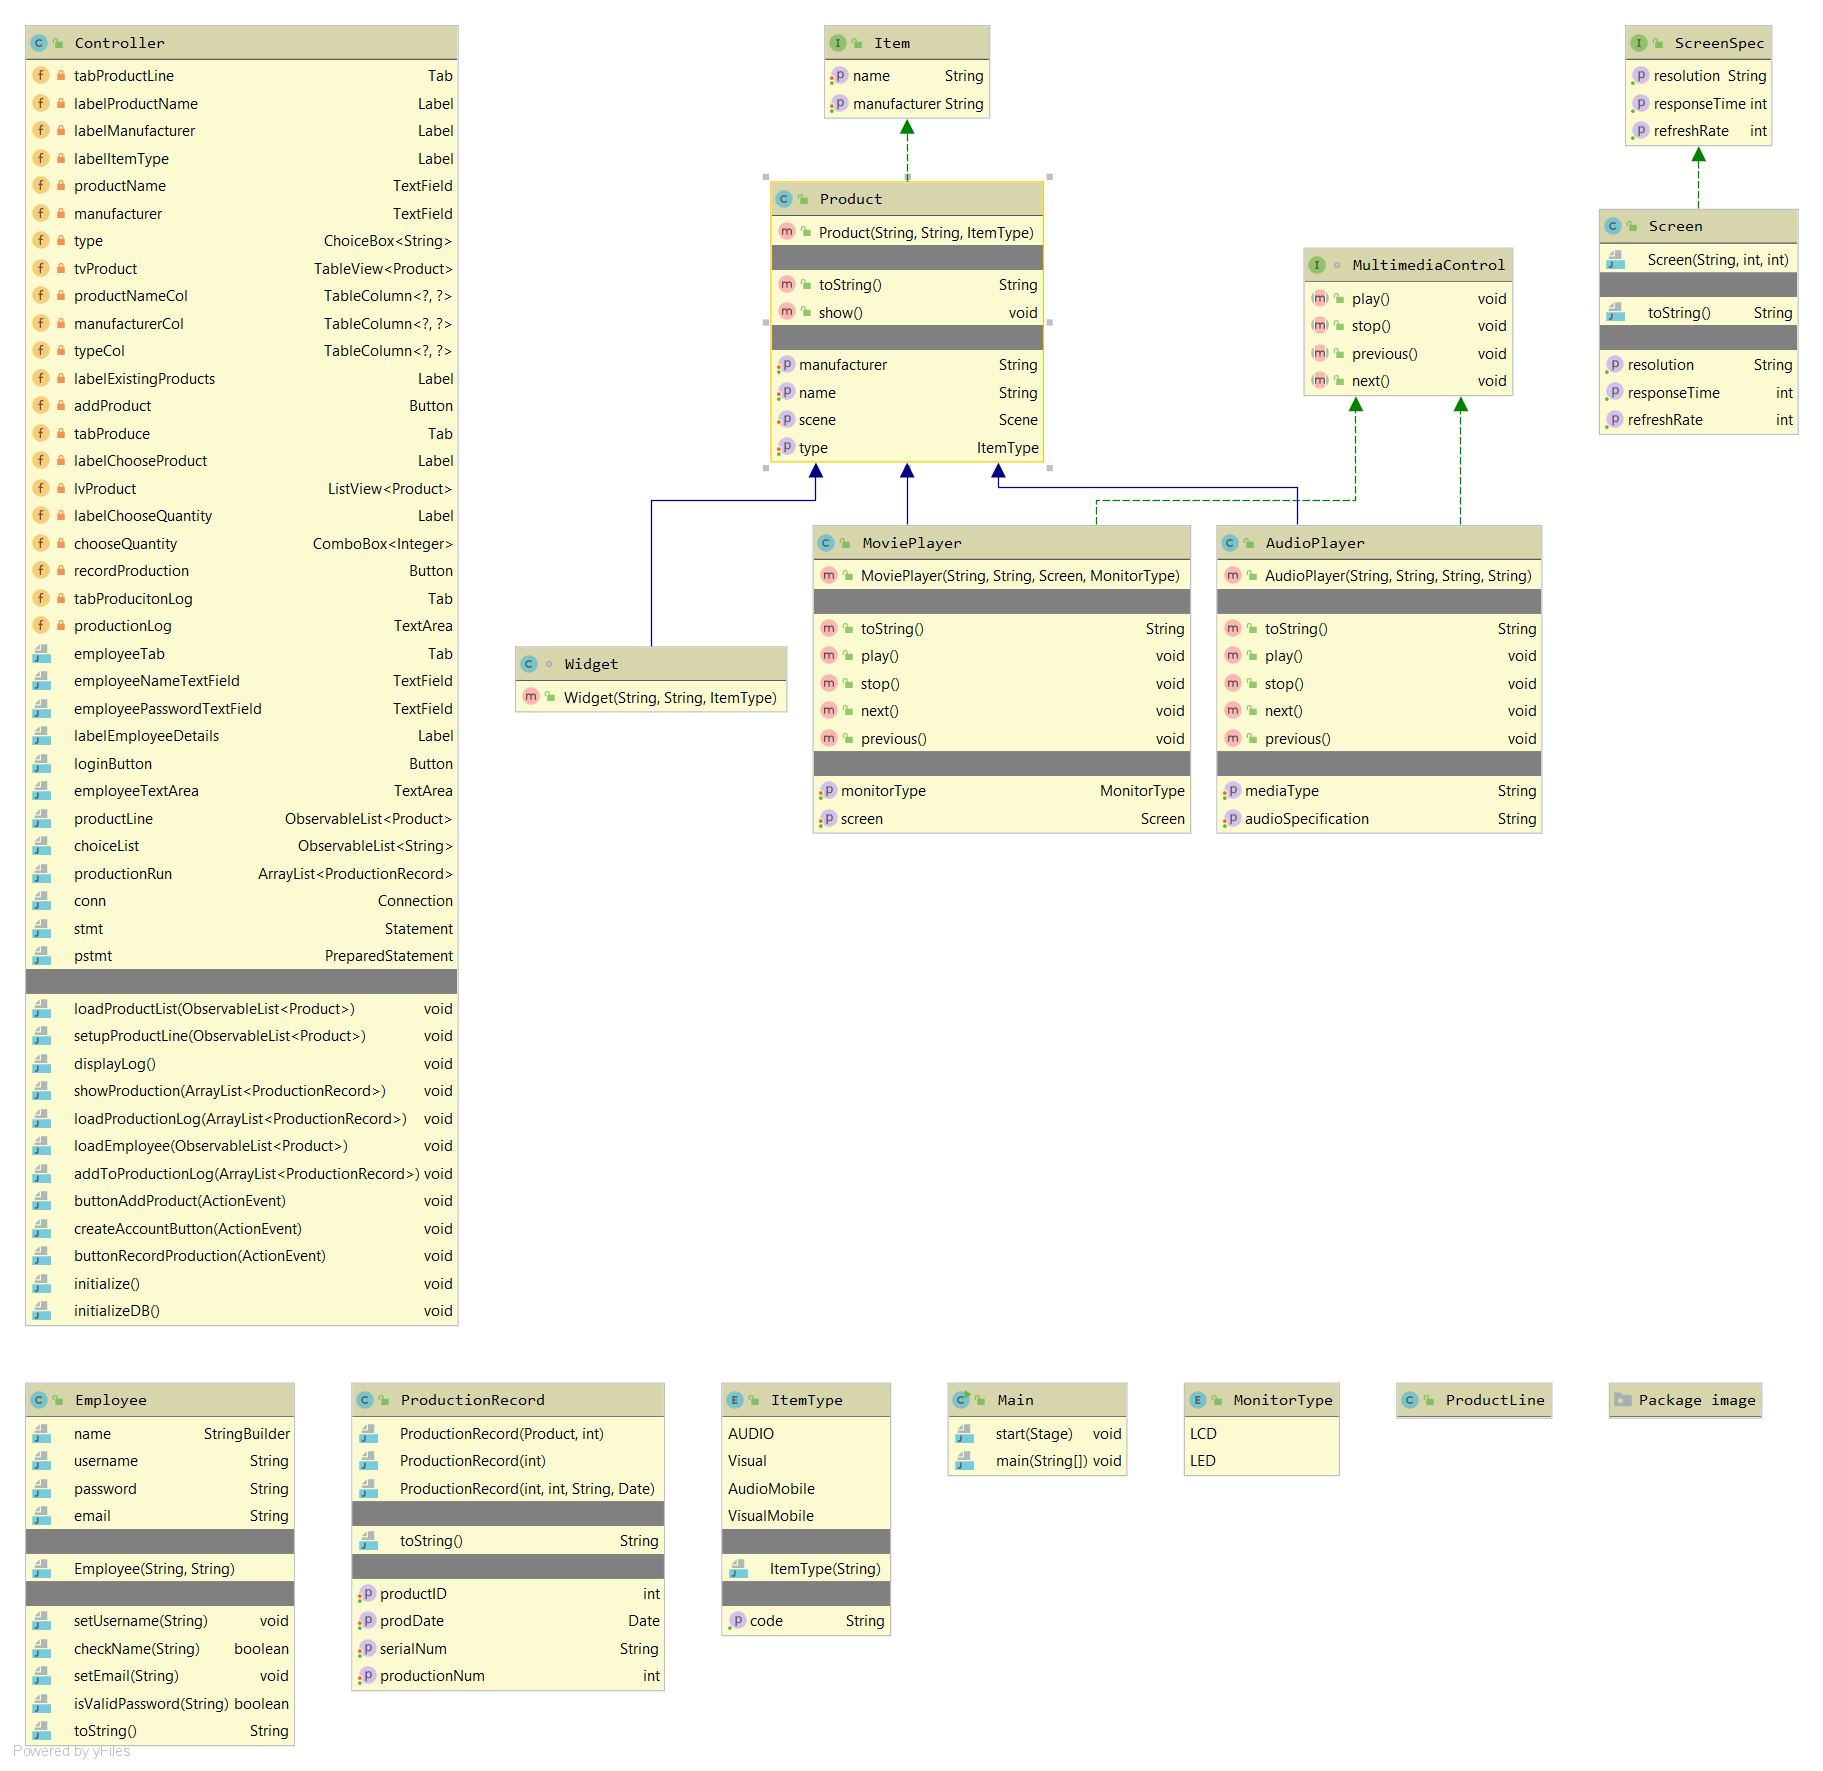 Controller
tabProductLine Tab
labelProductName Label
labelManufacturer Label
labelItemType Label
productName TextField
manufacturer TextField
type ChoiceBox<String>
tvProduct TableView<Product>
productNameCol TableColumn<?, ?>
manufacturerCol TableColumn<?, ?>
typeCol TableColumn<?, ?>
labelExistingProducts Label
addProduct Button
tabProduce Tab
labelChooseProduct Label
lvProduct ListView<Product>
labelChooseQuantity Label
chooseQuantity ComboBox<Integer>
recordProduction Button
tabProducitonLog Tab
productionLog TextArea
employeeTab Tab
employeeNameTextField TextField
employeePasswordTextField TextField
labelEmployeeDetails Label
loginButton Button
employeeTextArea TextArea
productLine ObservableList<Product>
choiceList ObservableList<String>
productionRun ArrayList<ProductionRecord>
conn Connection
stmt Statement
pstmt PreparedStatement
loadProductList(ObservableList<Product>) void
setupProductLine(ObservableList<Product>) void
displayLog() void
showProduction(ArrayList<ProductionRecord>) void
loadProductionLog(ArrayList<ProductionRecord>) void
loadEmployee(ObservableList<Product>) void
addToProductionLog(ArrayList<ProductionRecord>) void
buttonAddProduct(ActionEvent) void
createAccountButton(ActionEvent) void
buttonRecordProduction(ActionEvent) void
initialize() void
initializeDB() void
Item
name String
manufacturer String
Product
Product(String, String, ItemType)
toString() String
show() void
manufacturer String
name String
scene Scene
type ItemType
ScreenSpec
resolution String
responseTime int
refreshRate int
Screen
Screen(String, int, int)
toString() String
resolution String
responseTime int
refreshRate int
MultimediaControl
play() void
stop() void
previous() void
next() void
Widget
Widget(String, String, ItemType)
MoviePlayer
MoviePlayer(String, String, Screen, MonitorType)
toString() String
play() void
stop() void
next() void
previous() void
monitorType MonitorType
screen Screen
AudioPlayer
AudioPlayer(String, String, String, String)
toString() String
play() void
stop() void
next() void
previous() void
mediaType String
audioSpecification String
Employee
name StringBuilder
username String
password String
email String
Employee(String, String)
setUsername(String) void
checkName(String) boolean
setEmail(String) void
isValidPassword(String) boolean
toString() String
ProductionRecord
ProductionRecord(Product, int)
ProductionRecord(int)
ProductionRecord(int, int, String, Date)
toString() String
productID int
prodDate Date
serialNum String
productionNum int
ItemType
AUDIO
Visual
AudioMobile
VisualMobile
ItemType(String)
code String
Main
start(Stage) void
main(String[]) void
MonitorType
LCD
LED
ProductLine
Package image
Powered by yFiles